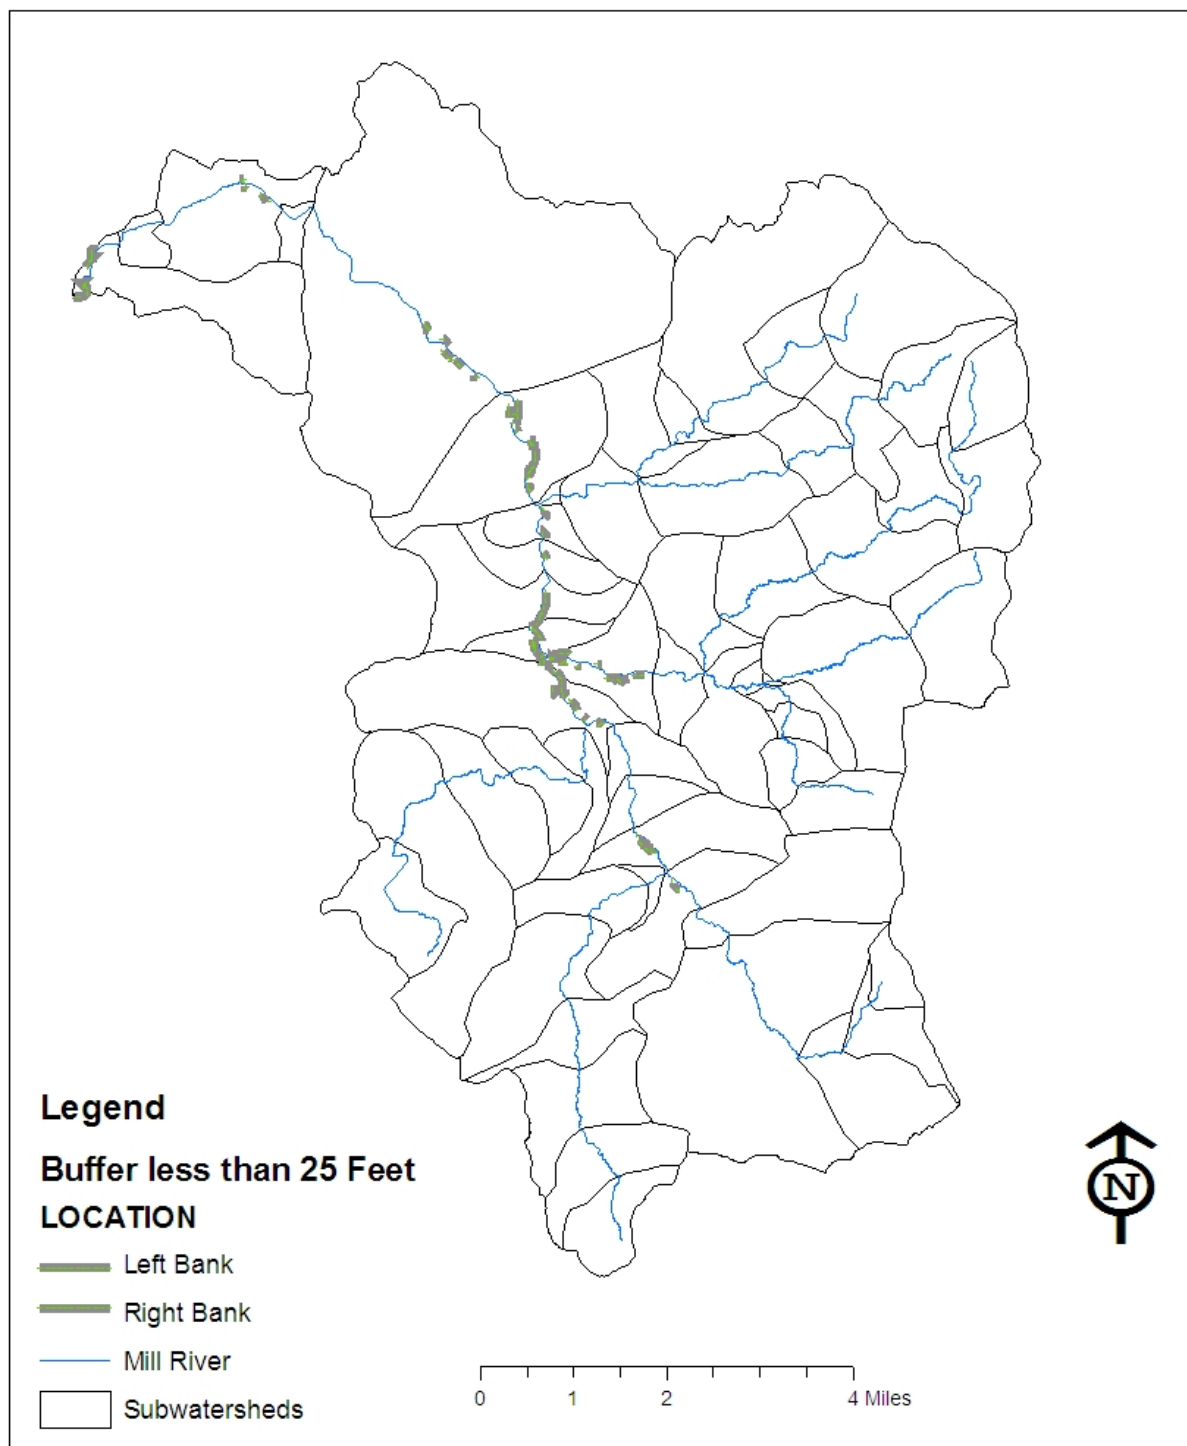 Legend
Buffer less than 25 Feet
LOCATION
Left Bank
Right Bank
Mill River
Subwatersheds
0 1 2 4 Miles
N